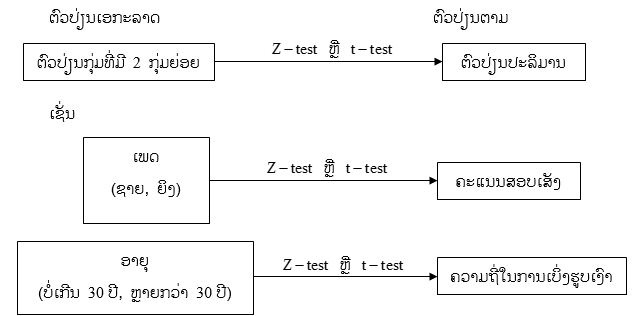 ຕົວປ່ຽນເອກະລາດ ຕົວປ່ຽນຕາມ
ຕົວປ່ຽນກຸ່ມທີ່ມີ 2 ກຸ່ມຍ່ອຍ Z – test ຫຼື t – test ຕົວປ່ຽນປະລິມານ
ເຊັ່ນ
ເພດ
(ຊາຍ, ຍິງ) Z – test ຫຼື t – test ຄະແນນສອບເສັງ
ອາຍຸ
(ບໍ່ເກີນ 30 ປີ, ຫຼາຍກວ່າ 30 ປີ) Z – test ຫຼື t – test ຄວາມຖີ່ໃນການເບິ່ງຮູບເງົາ